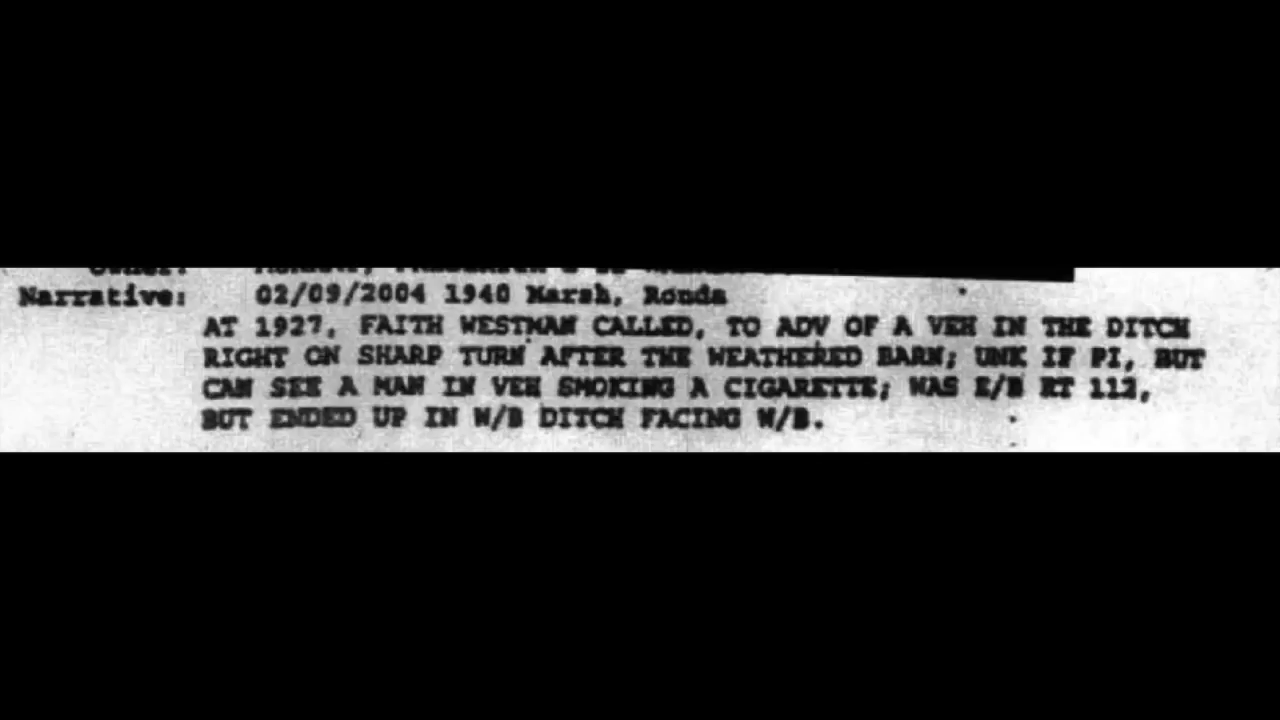 Narrative: 02/09/2004 1940 Marsh, Ronda
AT 1927, FAITH WESTMAN CALLED, TO ADV OF A VEH IN THE DITCH
RIGHT ON SHARP TURN AFTER THE WEATHERED BARN; UNK IF PI, BUT
CAN SEE A MAN IN VEH SMOKING A CIGARETTE; WAS E/B RT 112,
BUT ENDED UP IN W/B DITCH FACING W/B.